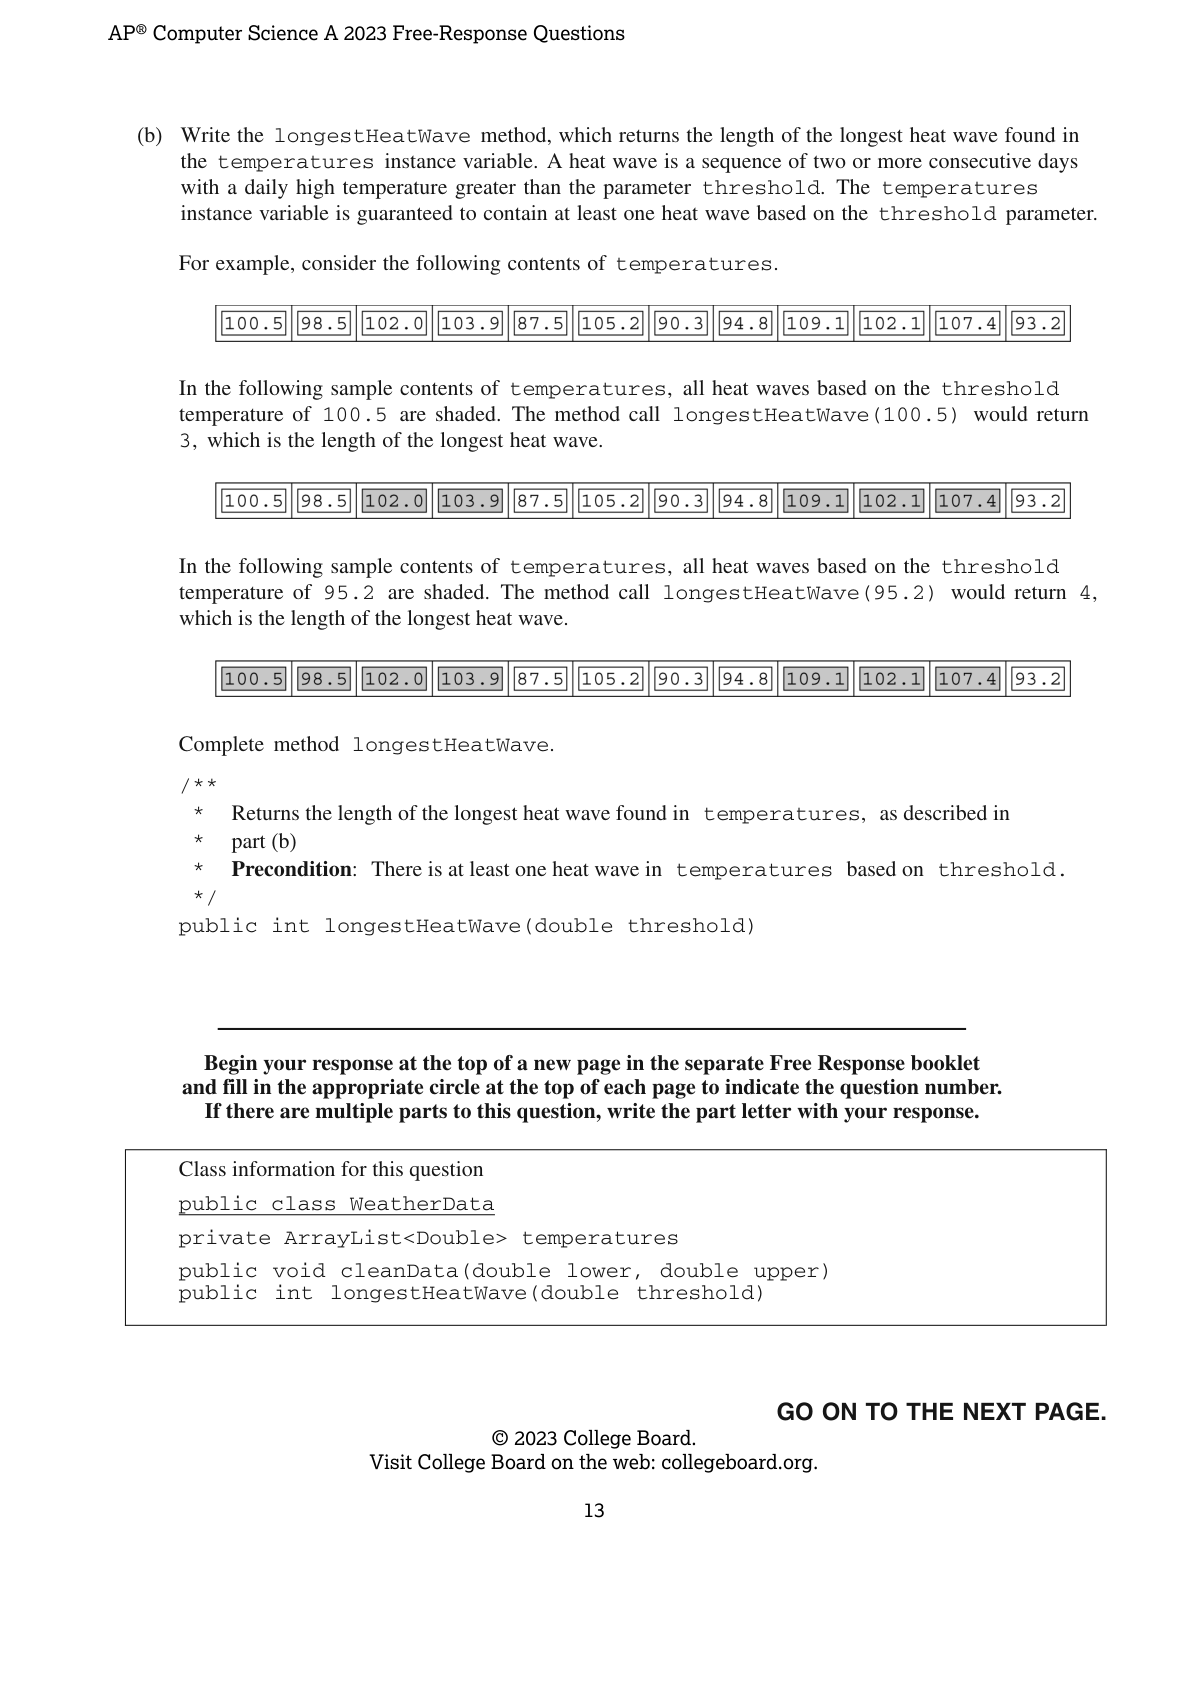 AP® Computer Science A 2023 Free-Response Questions
(b) Write the longestHeatWave method, which returns the length of the longest heat wave found in
the temperatures instance variable. A heat wave is a sequence of two or more consecutive days
with a daily high temperature greater than the parameter threshold. The temperatures
instance variable is guaranteed to contain at least one heat wave based on the threshold parameter.
For example, consider the following contents of temperatures.
100.5 98.5 102.0 103.9 87.5 105.2 90.3 94.8 109.1 102.1 107.4 93.2
In the following sample contents of temperatures, all heat waves based on the threshold
temperature of 100.5 are shaded. The method call longestHeatWave(100.5) would return
3, which is the length of the longest heat wave.
100.5 98.5 102.0 103.9 87.5 105.2 90.3 94.8 109.1 102.1 107.4 93.2
In the following sample contents of temperatures, all heat waves based on the threshold
temperature of 95.2 are shaded. The method call longestHeatWave(95.2) would return 4,
which is the length of the longest heat wave.
100.5 98.5 102.0 103.9 87.5 105.2 90.3 94.8 109.1 102.1 107.4 93.2
Complete method longestHeatWave.
/**
* Returns the length of the longest heat wave found in temperatures, as described in
* part (b)
* Precondition: There is at least one heat wave in temperatures based on threshold.
*/
public int longestHeatWave(double threshold)
Begin your response at the top of a new page in the separate Free Response booklet
and fill in the appropriate circle at the top of each page to indicate the question number.
If there are multiple parts to this question, write the part letter with your response.
Class information for this question
public class WeatherData
private ArrayList<Double> temperatures
public void cleanData(double lower, double upper)
public int longestHeatWave(double threshold)
GO ON TO THE NEXT PAGE.
© 2023 College Board.
Visit College Board on the web: collegeboard.org.
13